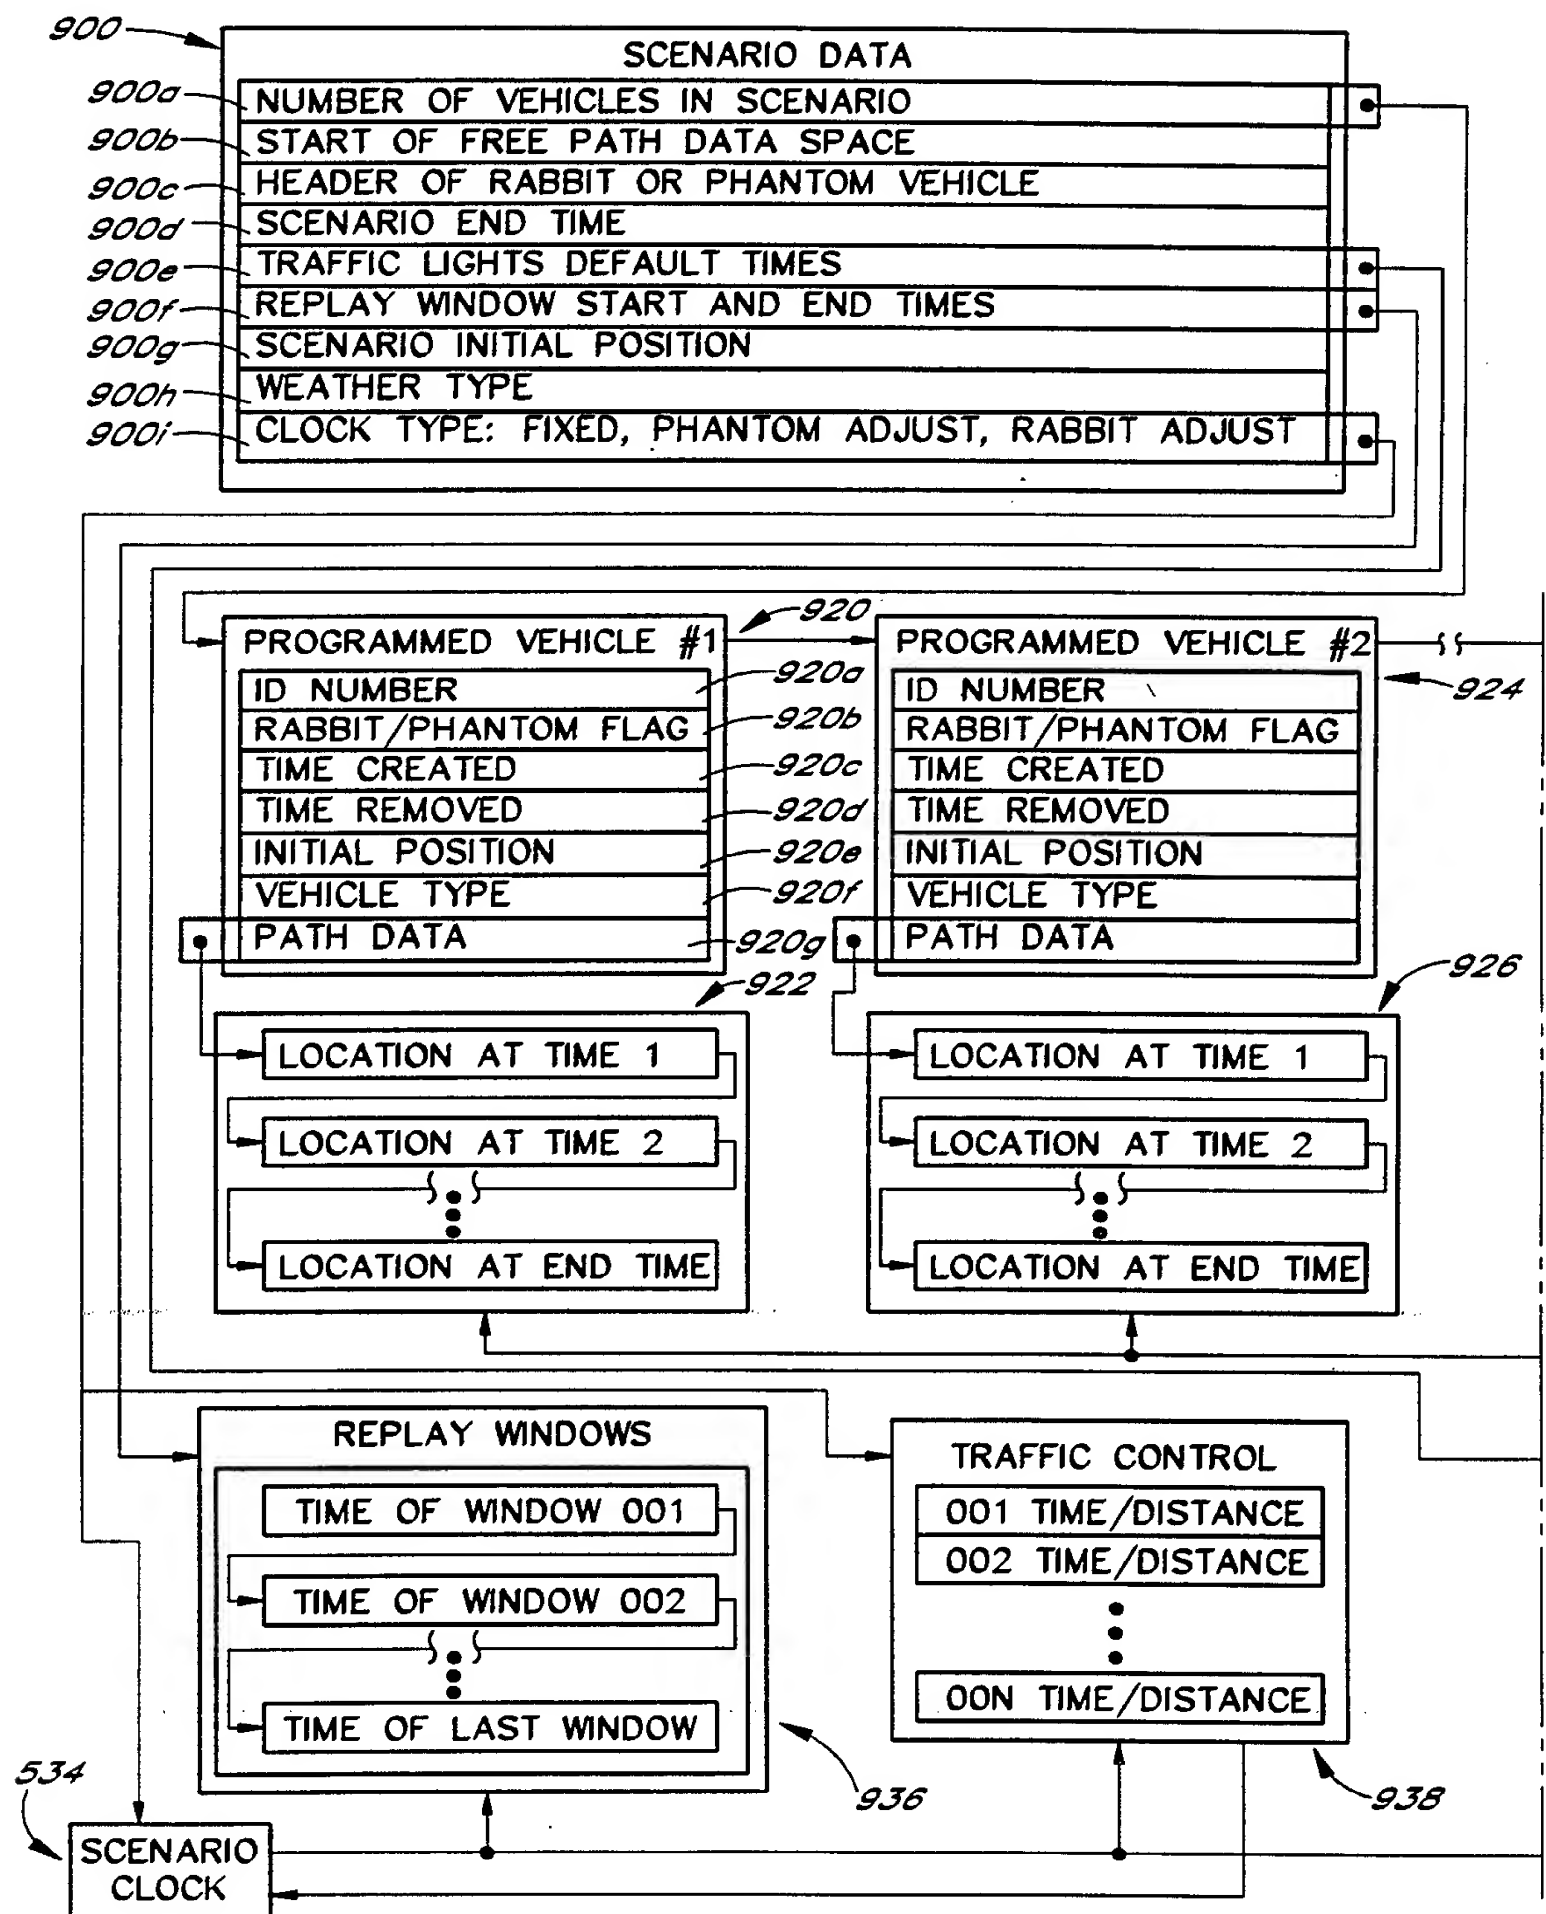 900
SCENARIO DATA
900a
NUMBER OF VEHICLES IN SCENARIO
900b
START OF FREE PATH DATA SPACE
900c
HEADER OF RABBIT OR PHANTOM VEHICLE
900d
SCENARIO END TIME
900e
TRAFFIC LIGHTS DEFAULT TIMES
900f
REPLAY WINDOW START AND END TIMES
900g
SCENARIO INITIAL POSITION
900h
WEATHER TYPE
900i
CLOCK TYPE: FIXED, PHANTOM ADJUST, RABBIT ADJUST
920
PROGRAMMED VEHICLE #1
920a
ID NUMBER
920b
RABBIT/PHANTOM FLAG
920c
TIME CREATED
920d
TIME REMOVED
920e
INITIAL POSITION
920f
VEHICLE TYPE
920g
PATH DATA
PROGRAMMED VEHICLE #2
924
ID NUMBER
RABBIT/PHANTOM FLAG
TIME CREATED
TIME REMOVED
INITIAL POSITION
VEHICLE TYPE
PATH DATA
922
LOCATION AT TIME 1
LOCATION AT TIME 2
LOCATION AT END TIME
926
LOCATION AT TIME 1
LOCATION AT TIME 2
LOCATION AT END TIME
REPLAY WINDOWS
TIME OF WINDOW 001
TIME OF WINDOW 002
TIME OF LAST WINDOW
936
TRAFFIC CONTROL
001 TIME/DISTANCE
002 TIME/DISTANCE
00N TIME/DISTANCE
938
534
SCENARIO
CLOCK